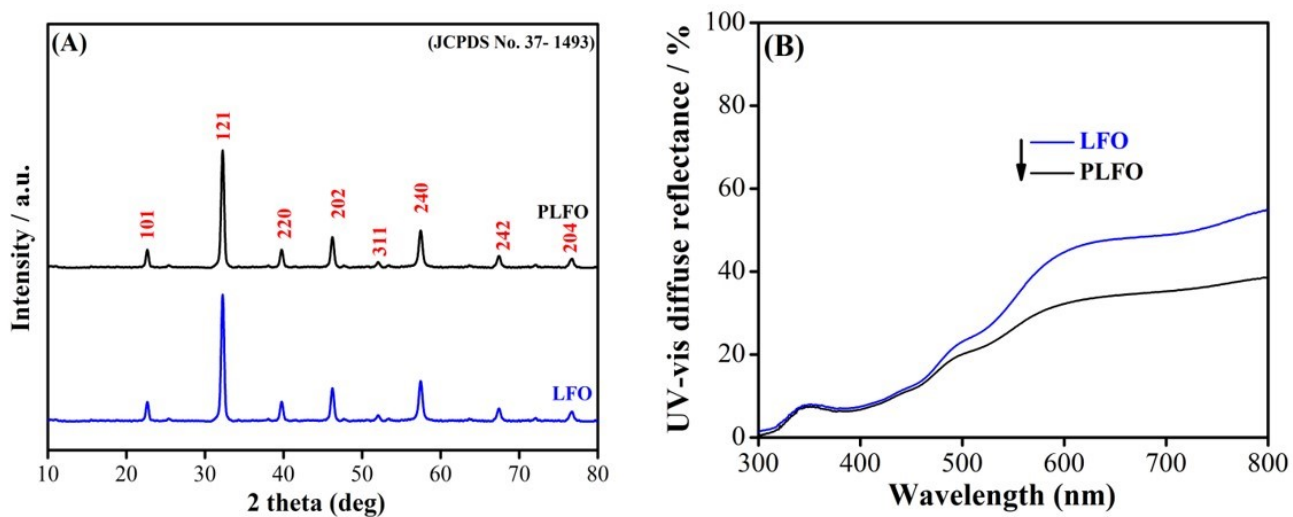 (A)
(JCPDS No. 37- 1493)
Intensity / a.u.
101
121
220
202
311
240
242
204
PLFO
LFO
10
20
30
40
50
60
70
80
2 theta (deg)
(B)
UV-vis diffuse reflectance / %
100
80
60
40
20
0
LFO
PLFO
300
400
500
600
700
800
Wavelength (nm)